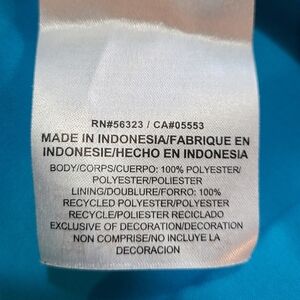 RN#56323 / CA#05553
MADE IN INDONESIA/FABRIQUE EN
INDONESIE/HECHO EN INDONESIA
BODY/CORPS/CUERPO: 100% POLYESTER/
POLYESTER/POLIESTER
LINING/DOUBLURE/FORRO: 100%
RECYCLED POLYESTER/POLYESTER
RECYCLE/POLIESTER RECICLADO
EXCLUSIVE OF DECORATION/DECORATION
NON COMPRISE/NO INCLUYE LA
DECORACION